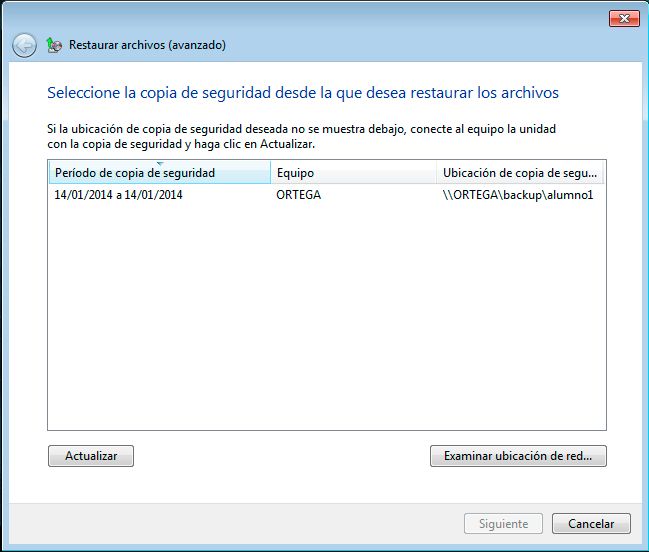 Restaurar archivos (avanzado)
Seleccione la copia de seguridad desde la que desea restaurar los archivos
Si la ubicación de copia de seguridad deseada no se muestra debajo, conecte al equipo la unidad
con la copia de seguridad y haga clic en Actualizar.
Período de copia de seguridad Equipo Ubicación de copia de segu...
14/01/2014 a 14/01/2014 ORTEGA \\ORTEGA\backup\alumno1
Actualizar Examinar ubicación de red...
Siguiente Cancelar